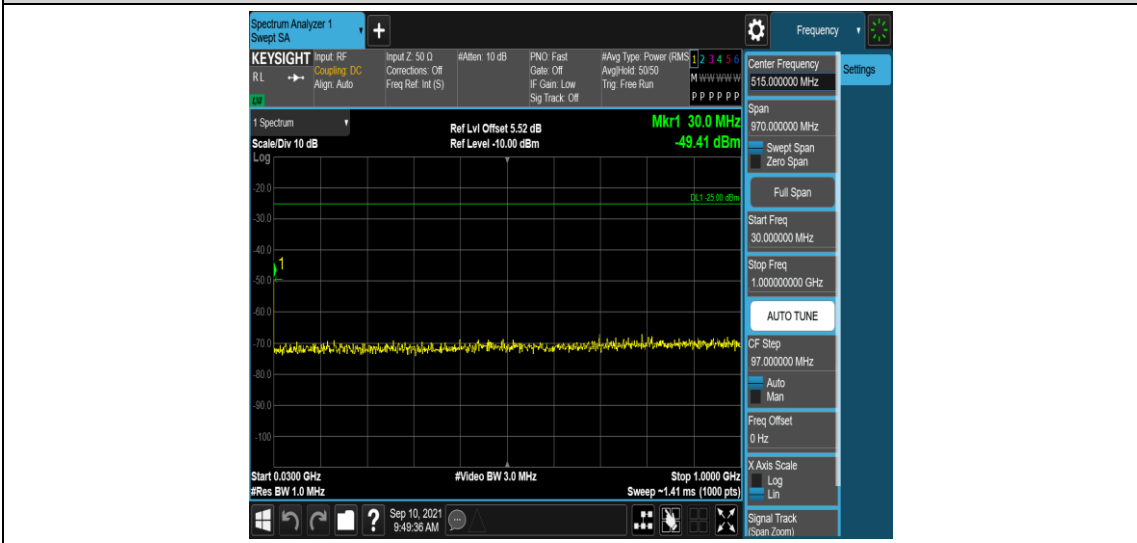 Spectrum Analyzer 1
Swept SA
+
Frequency
KEYSIGHT
RL
LXI
Input: RF
Coupling: DC
Align: Auto
Input Z: 50 Ω
Corrections: Off
Freq Ref: Int (S)
#Atten: 10 dB
PNO: Fast
Gate: Off
IF Gain: Low
Sig Track: Off
#Avg Type: Power (RMS
Avg|Hold: 50/50
Trig: Free Run
1 2 3 4 5 6
M W W W W W
P P P P P P
1 Spectrum
Scale/Div 10 dB
Log
Ref Lvl Offset 5.52 dB
Ref Level -10.00 dBm
Mkr1 30.0 MHz
-49.41 dBm
-20.0
DL1 -25.00 dBm
-30.0
-40.0
1
-50.0
-60.0
-70.0
-80.0
-90.0
-100
Start 0.0300 GHz
#Res BW 1.0 MHz
#Video BW 3.0 MHz
Stop 1.0000 GHz
Sweep ~1.41 ms (1000 pts)
Center Frequency
515.000000 MHz
Settings
Span
970.000000 MHz
Swept Span
Zero Span
Full Span
Start Freq
30.000000 MHz
Stop Freq
1.000000000 GHz
AUTO TUNE
CF Step
97.000000 MHz
Auto
Man
Freq Offset
0 Hz
X Axis Scale
Log
Lin
Signal Track
(Span Zoom)
?
Sep 10, 2021
9:49:36 AM